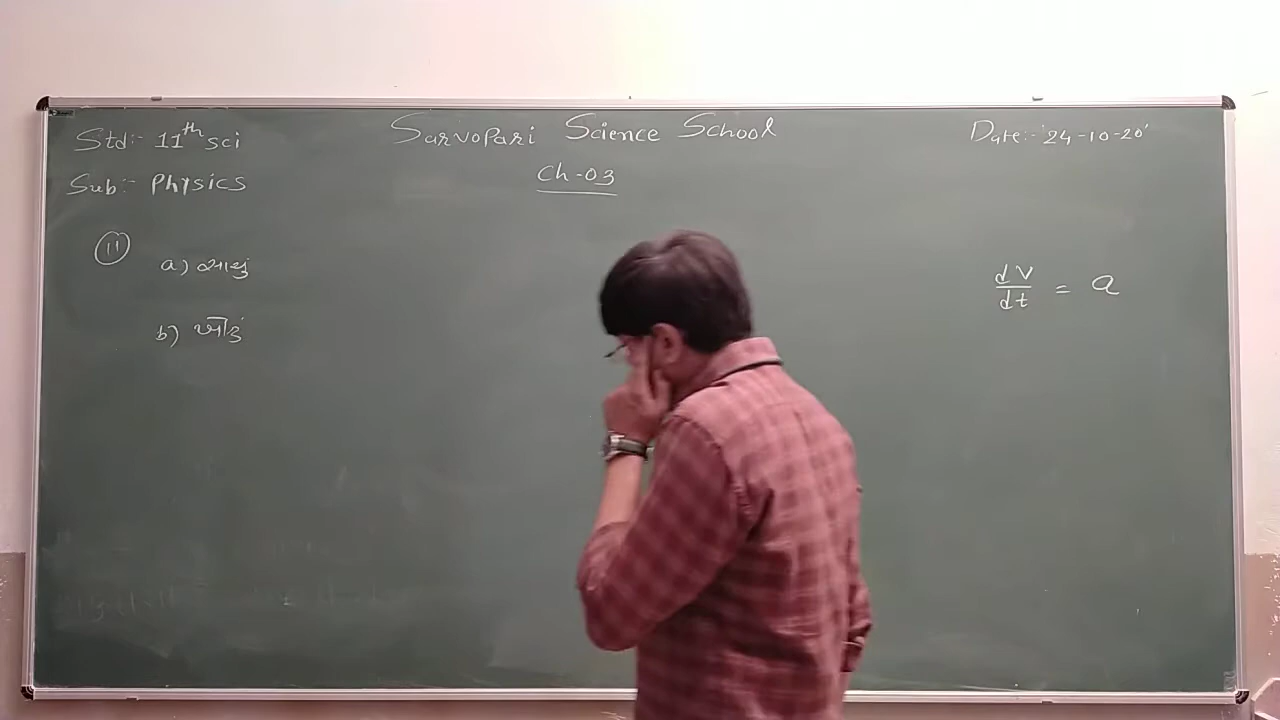 Std:- 11th sci
Sarvopari Science School
Date:- 24-10-20
Sub:- Physics
Ch-03
11
a) સાચું
b) ખોટું
dv/dt = a